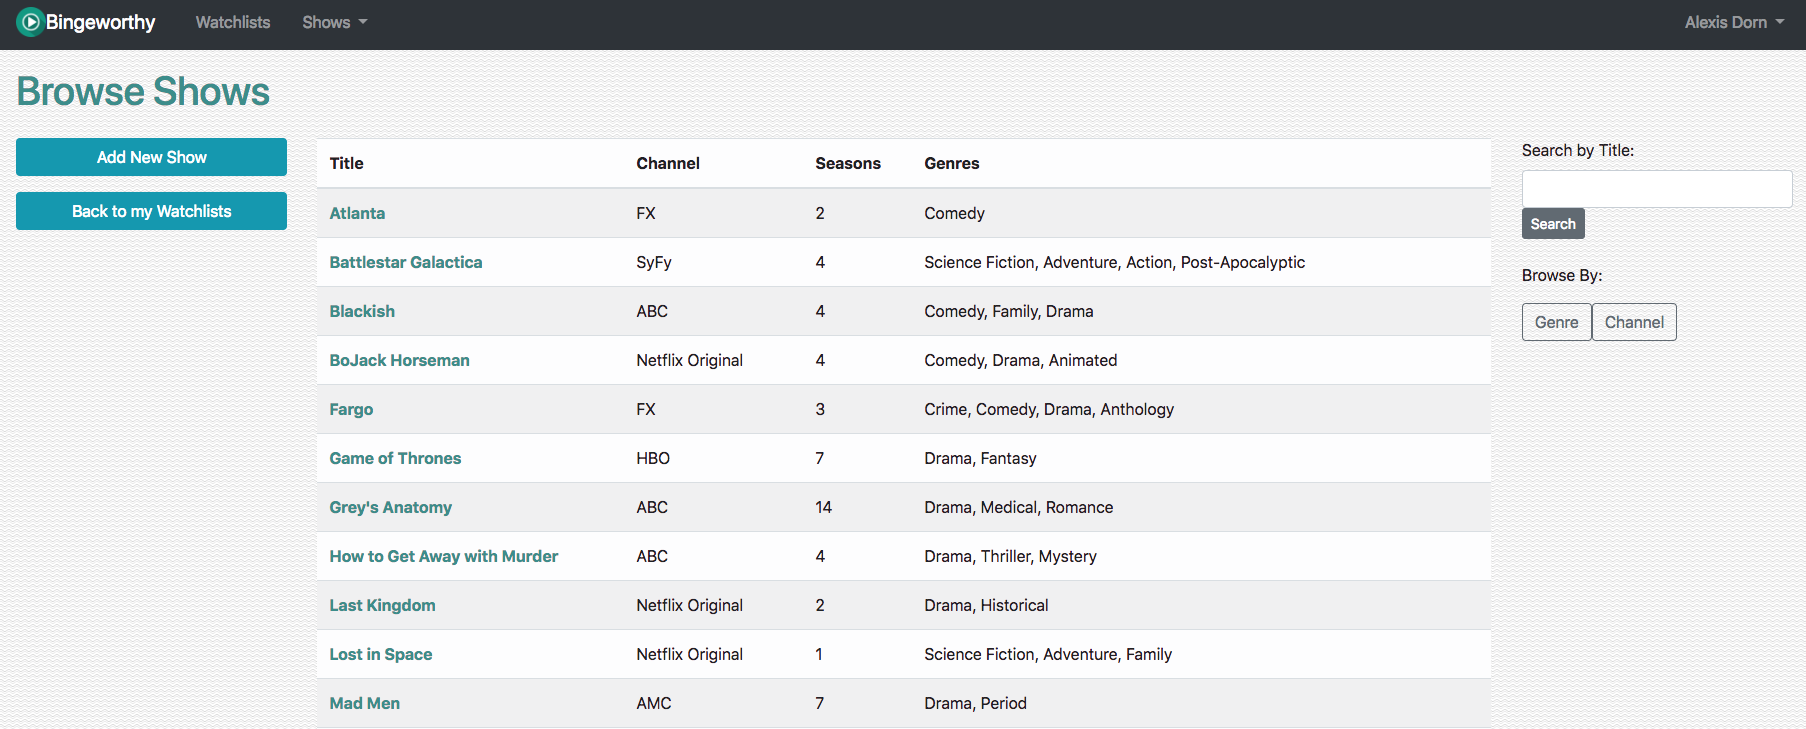 Bingeworthy Watchlists Shows Alexis Dorn
Browse Shows
Add New Show
Back to my Watchlists
Title Channel Seasons Genres
Atlanta FX 2 Comedy
Battlestar Galactica SyFy 4 Science Fiction, Adventure, Action, Post-Apocalyptic
Blackish ABC 4 Comedy, Family, Drama
BoJack Horseman Netflix Original 4 Comedy, Drama, Animated
Fargo FX 3 Crime, Comedy, Drama, Anthology
Game of Thrones HBO 7 Drama, Fantasy
Grey's Anatomy ABC 14 Drama, Medical, Romance
How to Get Away with Murder ABC 4 Drama, Thriller, Mystery
Last Kingdom Netflix Original 2 Drama, Historical
Lost in Space Netflix Original 1 Science Fiction, Adventure, Family
Mad Men AMC 7 Drama, Period
Search by Title:
Search
Browse By:
Genre Channel